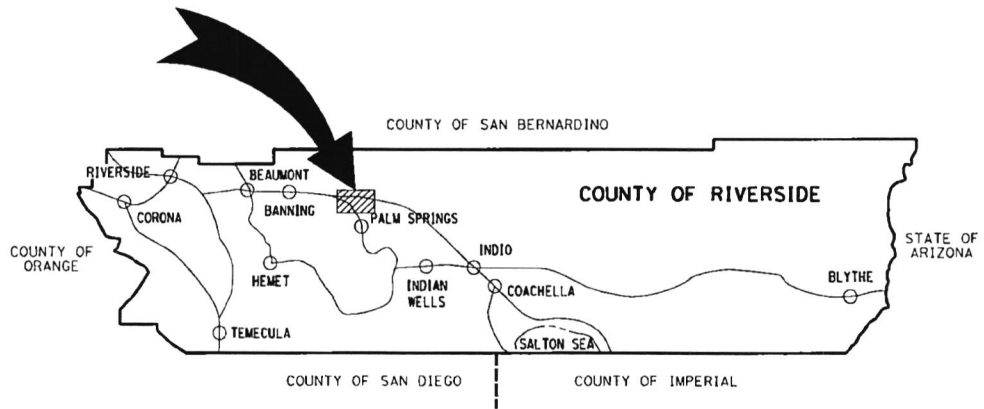 COUNTY OF SAN BERNARDINO
RIVERSIDE
BEAUMONT
BANNING
COUNTY OF RIVERSIDE
CORONA
PALM SPRINGS
COUNTY OF
ORANGE
STATE OF
ARIZONA
INDIO
HEMET
INDIAN
WELLS
COACHELLA
BLYTHE
TEMECULA
SALTON SEA
COUNTY OF SAN DIEGO
COUNTY OF IMPERIAL